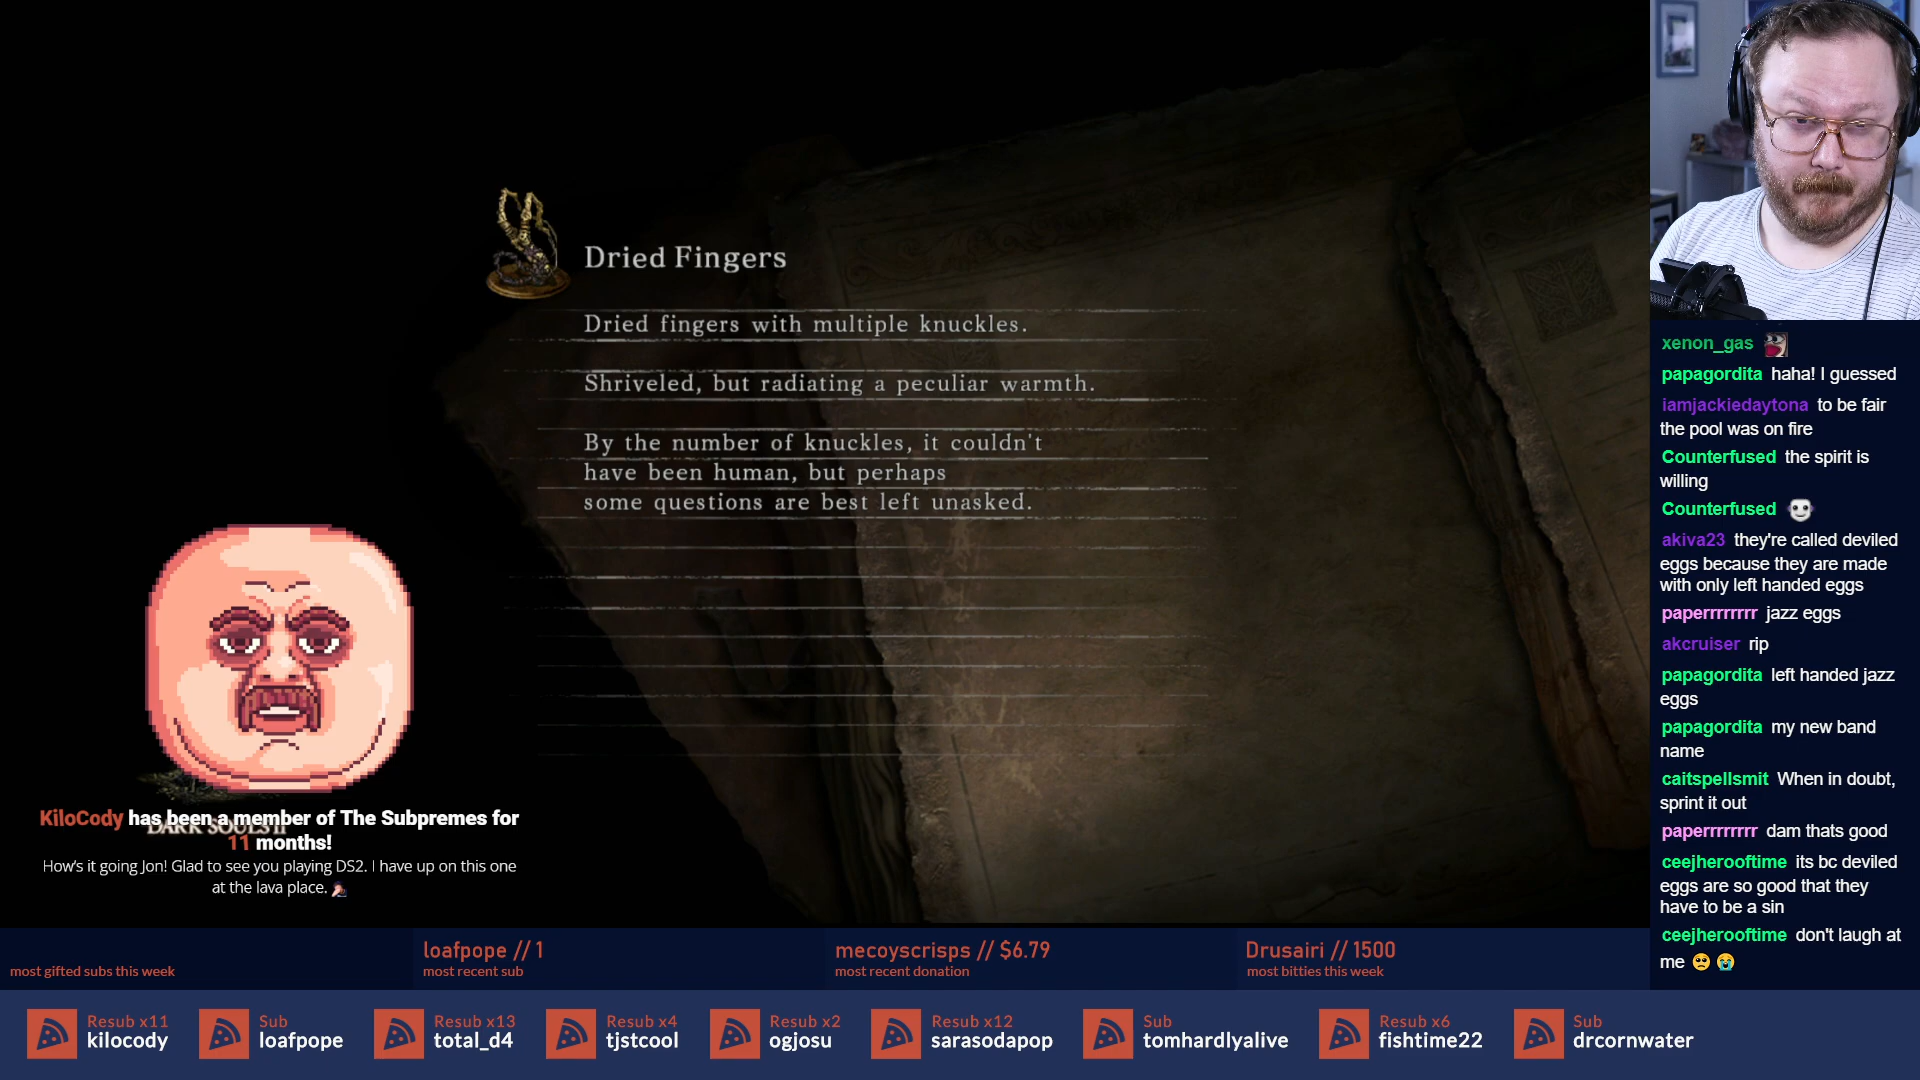 Dried Fingers
Dried fingers with multiple knuckles.
Shriveled, but radiating a peculiar warmth.
By the number of knuckles, it couldn't
have been human, but perhaps
some questions are best left unasked.
DARK SOULS II
KiloCody has been a member of The Subpremes for
11 months!
How's it going Jon! Glad to see you playing DS2. I have up on this one
at the lava place.
xenon_gas
papagordita haha! I guessed
iamjackiedaytona to be fair
the pool was on fire
Counterfused the spirit is
willing
Counterfused
akiva23 they're called deviled
eggs because they are made
with only left handed eggs
paperrrrrrrr jazz eggs
akcruiser rip
papagordita left handed jazz
eggs
papagordita my new band
name
caitspellsmit When in doubt,
sprint it out
paperrrrrrrr dam thats good
ceejherooftime its bc deviled
eggs are so good that they
have to be a sin
ceejherooftime don't laugh at
me 🥺 😭
most gifted subs this week
loafpope // 1
most recent sub
mecoyscrisps // $6.79
most recent donation
Drusairi // 1500
most bitties this week
Resub x11
kilocody
Sub
loafpope
Resub x13
total_d4
Resub x4
tjstcool
Resub x2
ogjosu
Resub x12
sarasodapop
Sub
tomhardlyalive
Resub x6
fishtime22
Sub
drcornwater